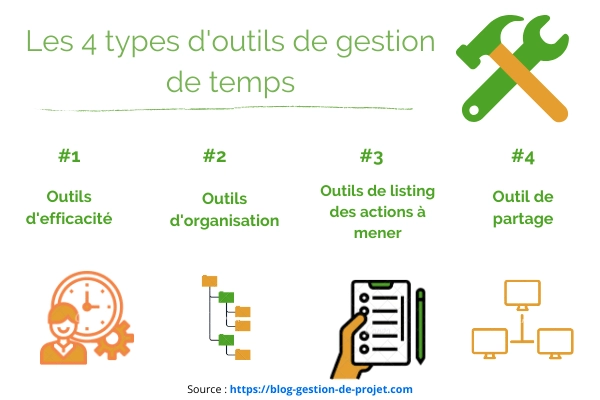 Les 4 types d'outils de gestion
de temps
#1
Outils
d'efficacité
#2
Outils
d'organisation
#3
Outils de listing
des actions à
mener
#4
Outil de
partage
Source : https://blog-gestion-de-projet.com